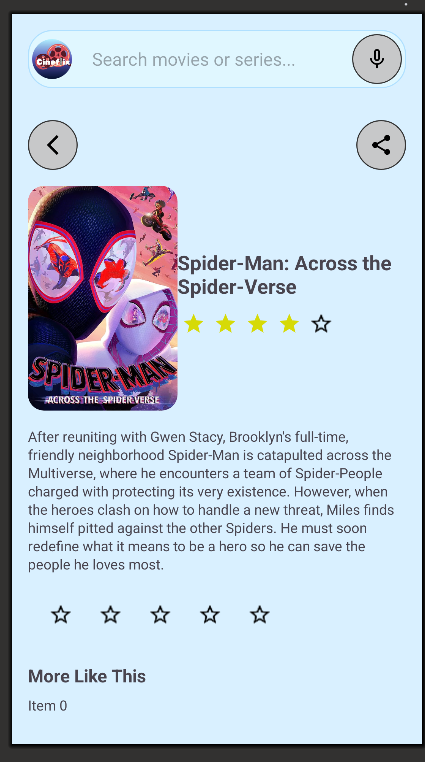 Cineflix
Search movies or series...
Spider-Man: Across the
Spider-Verse
SPIDER-MAN
ACROSS THE SPIDER-VERSE
After reuniting with Gwen Stacy, Brooklyn's full-time,
friendly neighborhood Spider-Man is catapulted across the
Multiverse, where he encounters a team of Spider-People
charged with protecting its very existence. However, when
the heroes clash on how to handle a new threat, Miles finds
himself pitted against the other Spiders. He must soon
redefine what it means to be a hero so he can save the
people he loves most.
More Like This
Item 0